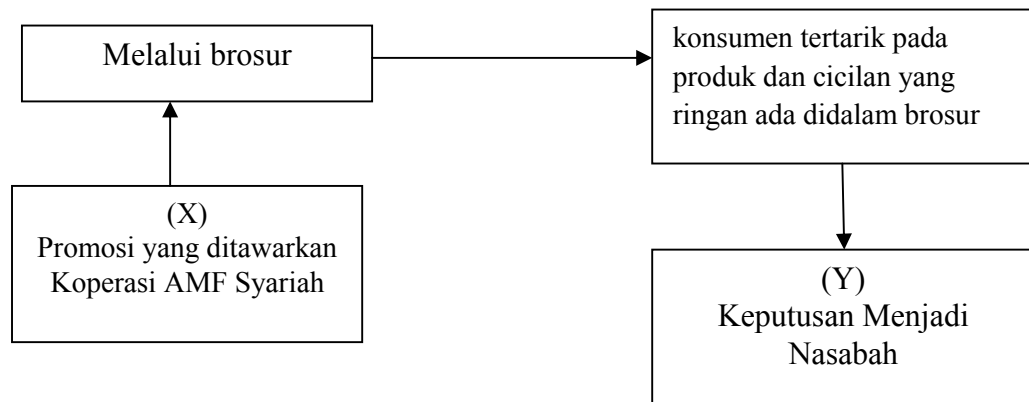 Melalui brosur
konsumen tertarik pada
produk dan cicilan yang
ringan ada didalam brosur
(X)
Promosi yang ditawarkan
Koperasi AMF Syariah
(Y)
Keputusan Menjadi
Nasabah